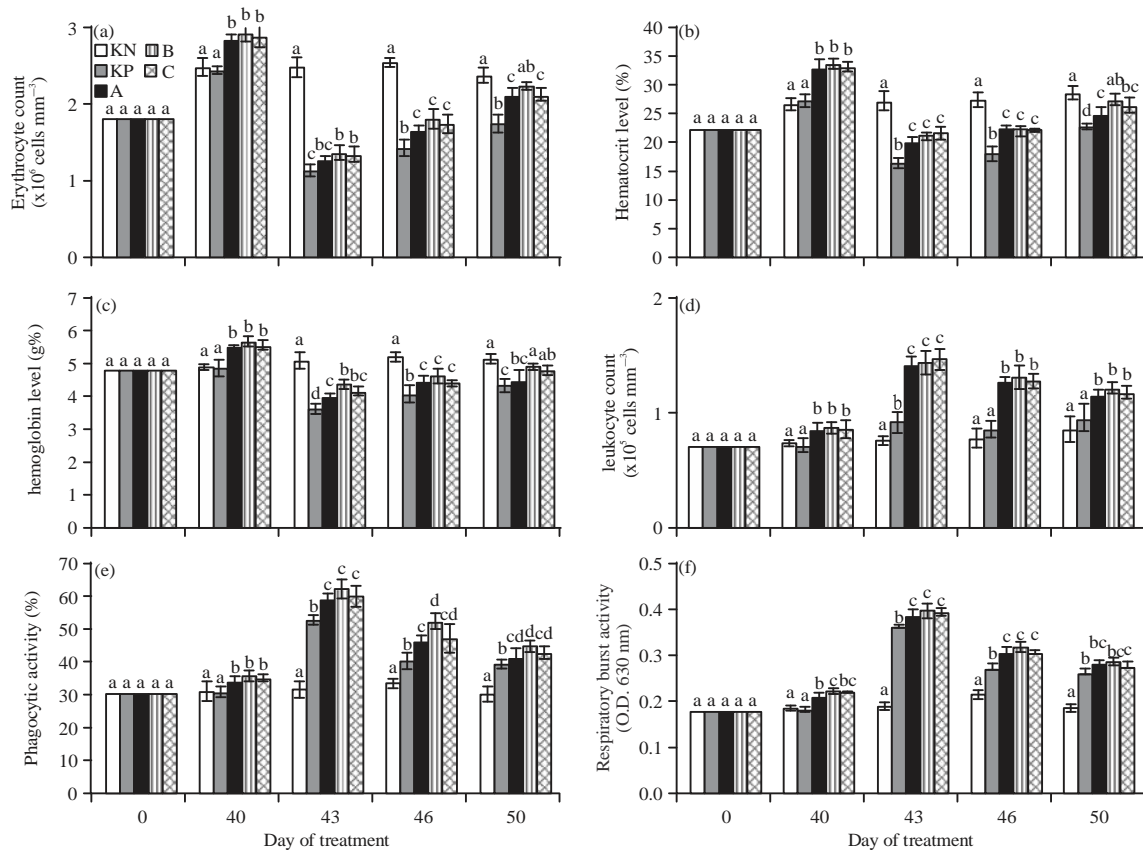 (a)
Erythrocyte count
(x10⁶ cells mm⁻³)
3
2
1
0
KN B
KP C
A
a a a a a
a a b b b
a c bc b b
a b c c c
a b c ab c
(b)
Hematocrit level (%)
40
35
30
25
20
15
10
5
0
a a a a a
a a b b b
a b c c c
a b c c c
a d c ab bc
(c)
hemoglobin level (g%)
7
6
5
4
3
2
1
0
a a a a a
a a b b b
a d c b bc
a b c c c
a c bc a ab
(d)
leukocyte count
(x10⁵ cells mm⁻³)
2
1
0
a a a a a
a a b b b
a b c c c
a a b b b
a a b b b
(e)
Phagocytic activity (%)
70
60
50
40
30
20
10
0
a a a a a
a a b b b
a b c c c
a b c d cd
a b cd d cd
0 40 43 46 50
Day of treatment
(f)
Respiratory burst activity
(O.D. 630 nm)
0.5
0.4
0.3
0.2
0.1
0.0
a a a a a
a a b c bc
a b c c c
a b c c c
a b bc c bc
0 40 43 46 50
Day of treatment